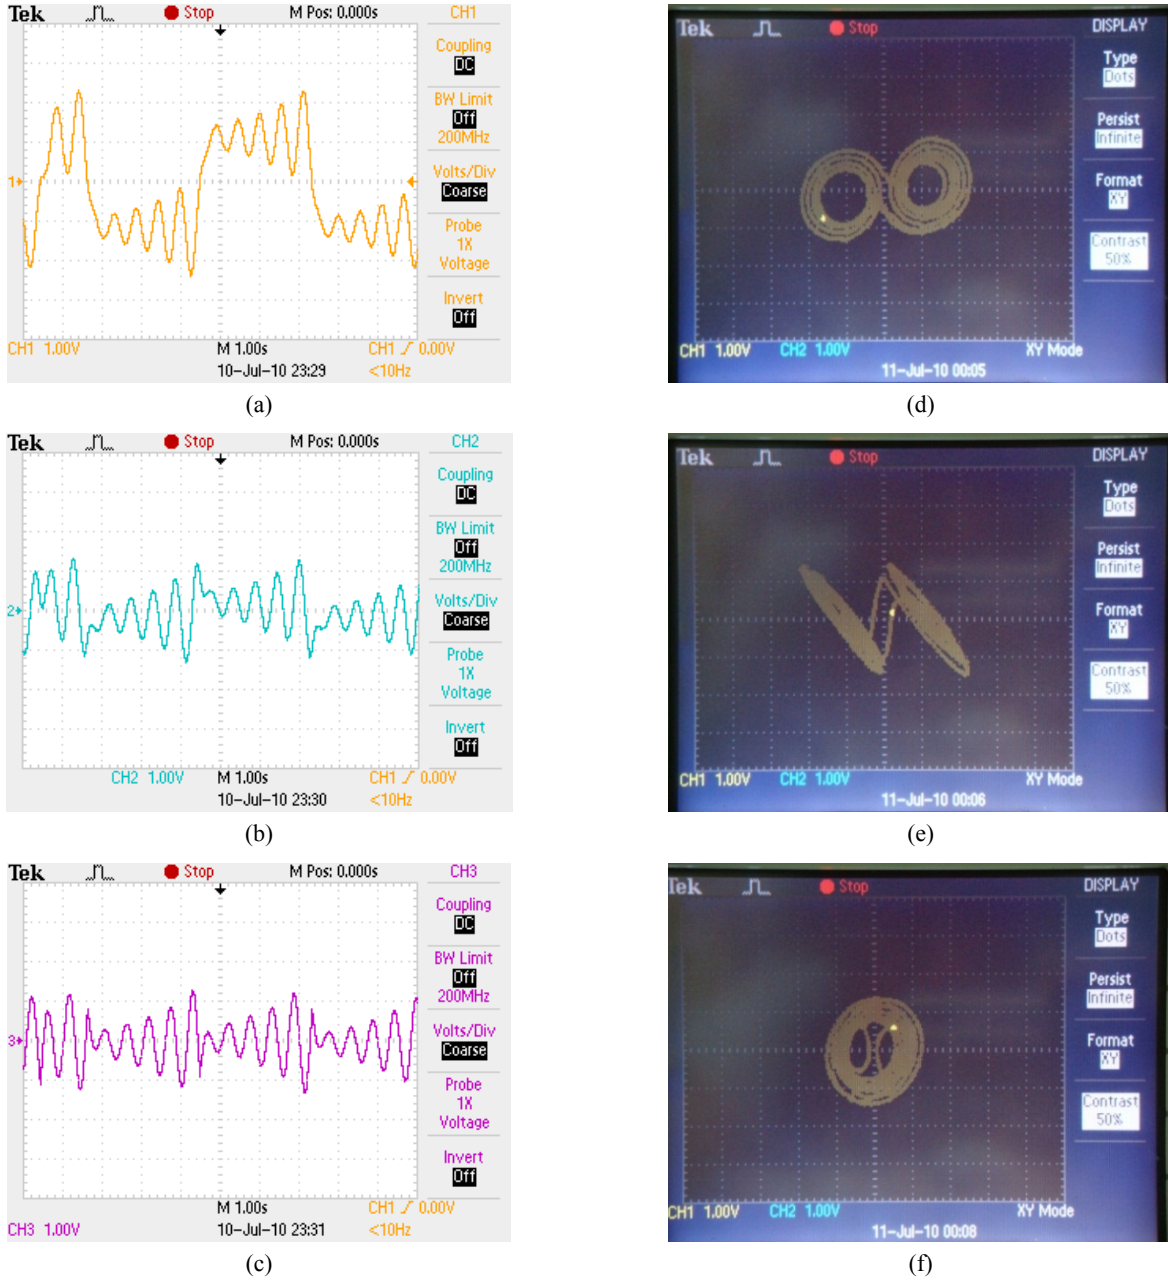 Tek Stop M Pos: 0.000s CH1
Coupling
DC
BW Limit
Off
200MHz
Volts/Div
Coarse
1
Probe
1X
Voltage
Invert
Off
CH1 1.00V M 1.00s CH1 0.00V
10-Jul-10 23:29 <10Hz
(a)
Tek Stop DISPLAY
Type
Dots
Persist
Infinite
Format
XY
Contrast
50%
CH1 1.00V CH2 1.00V XY Mode
11-Jul-10 00:05
(d)
Tek Stop M Pos: 0.000s CH2
Coupling
DC
BW Limit
Off
200MHz
Volts/Div
Coarse
2
Probe
1X
Voltage
Invert
Off
CH2 1.00V M 1.00s CH1 0.00V
10-Jul-10 23:30 <10Hz
(b)
Tek Stop DISPLAY
Type
Dots
Persist
Infinite
Format
XY
Contrast
50%
CH1 1.00V CH2 1.00V XY Mode
11-Jul-10 00:06
(e)
Tek Stop M Pos: 0.000s CH3
Coupling
DC
BW Limit
Off
200MHz
Volts/Div
Coarse
3
Probe
1X
Voltage
Invert
Off
M 1.00s CH1 0.00V
CH3 1.00V 10-Jul-10 23:31 <10Hz
(c)
Tek Stop DISPLAY
Type
Dots
Persist
Infinite
Format
XY
Contrast
50%
CH1 1.00V CH2 1.00V XY Mode
11-Jul-10 00:08
(f)